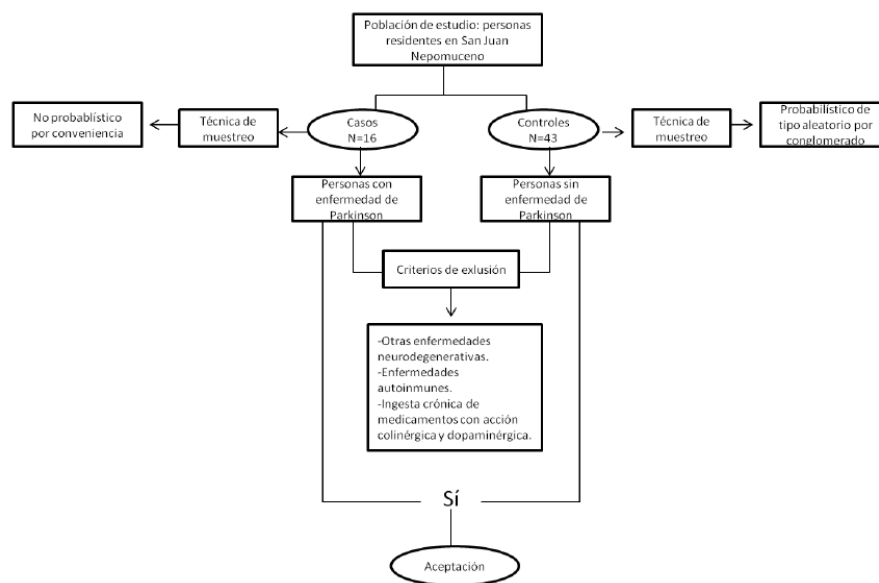 Población de estudio: personas
residentes en San Juan
Nepomuceno
No probablístico
por conveniencia
Técnica de
muestreo
Casos
N=16
Controles
N=43
Técnica de
muestreo
Probabilístico de
tipo aleatorio por
conglomerado
Personas con
enfermedad de
Parkinson
Personas sin
enfermedad de
Parkinson
Criterios de exlusión
-Otras enfermedades
neurodegenerativas.
-Enfermedades
autoinmunes.
-Ingesta crónica de
medicamentos con acción
colinérgica y dopaminérgica.
Sí
Aceptación